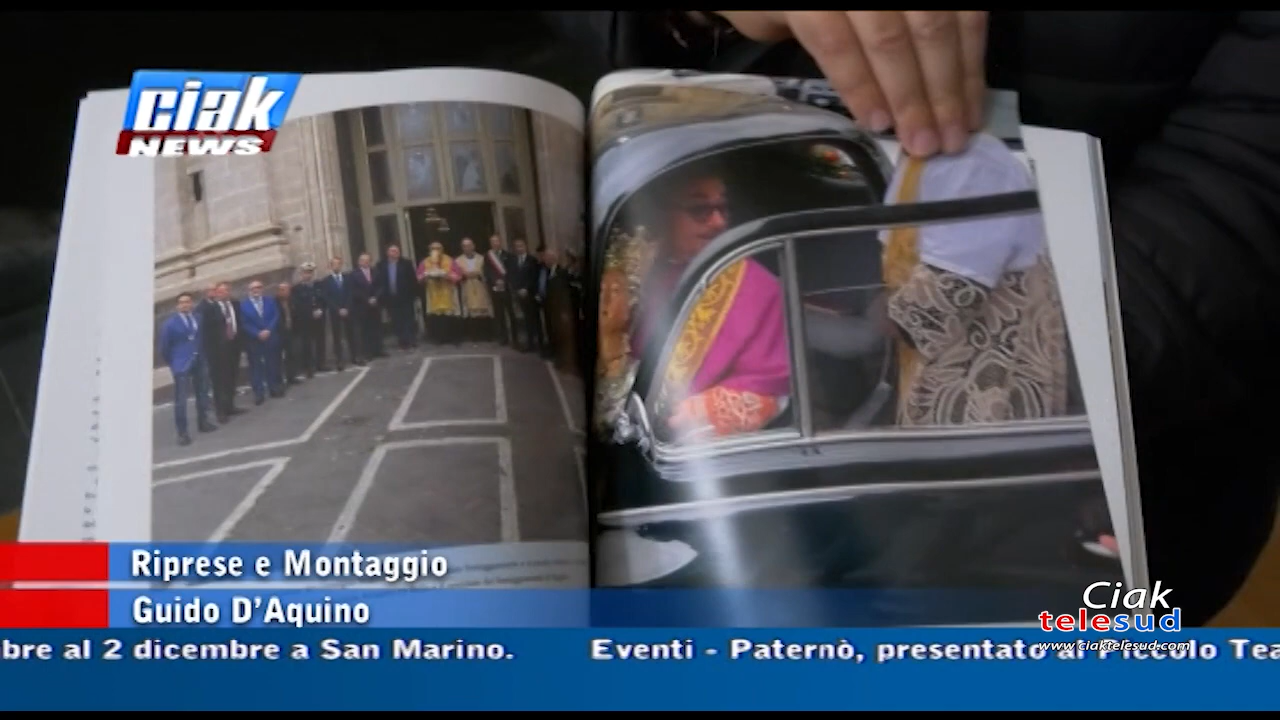 ciak
NEWS
Riprese e Montaggio
Guido D'Aquino
Ciak
telesud
www.ciaktelesud.com
bre al 2 dicembre a San Marino. Eventi - Paternò, presentato al Piccolo Tea